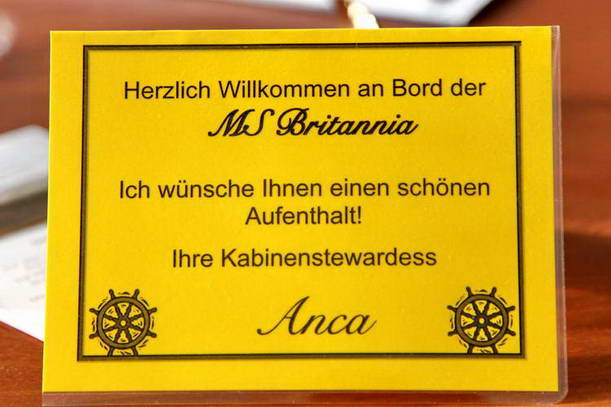 Herzlich Willkommen an Bord der
MS Britannia
Ich wünsche Ihnen einen schönen
Aufenthalt!
Ihre Kabinenstewardess
Anca